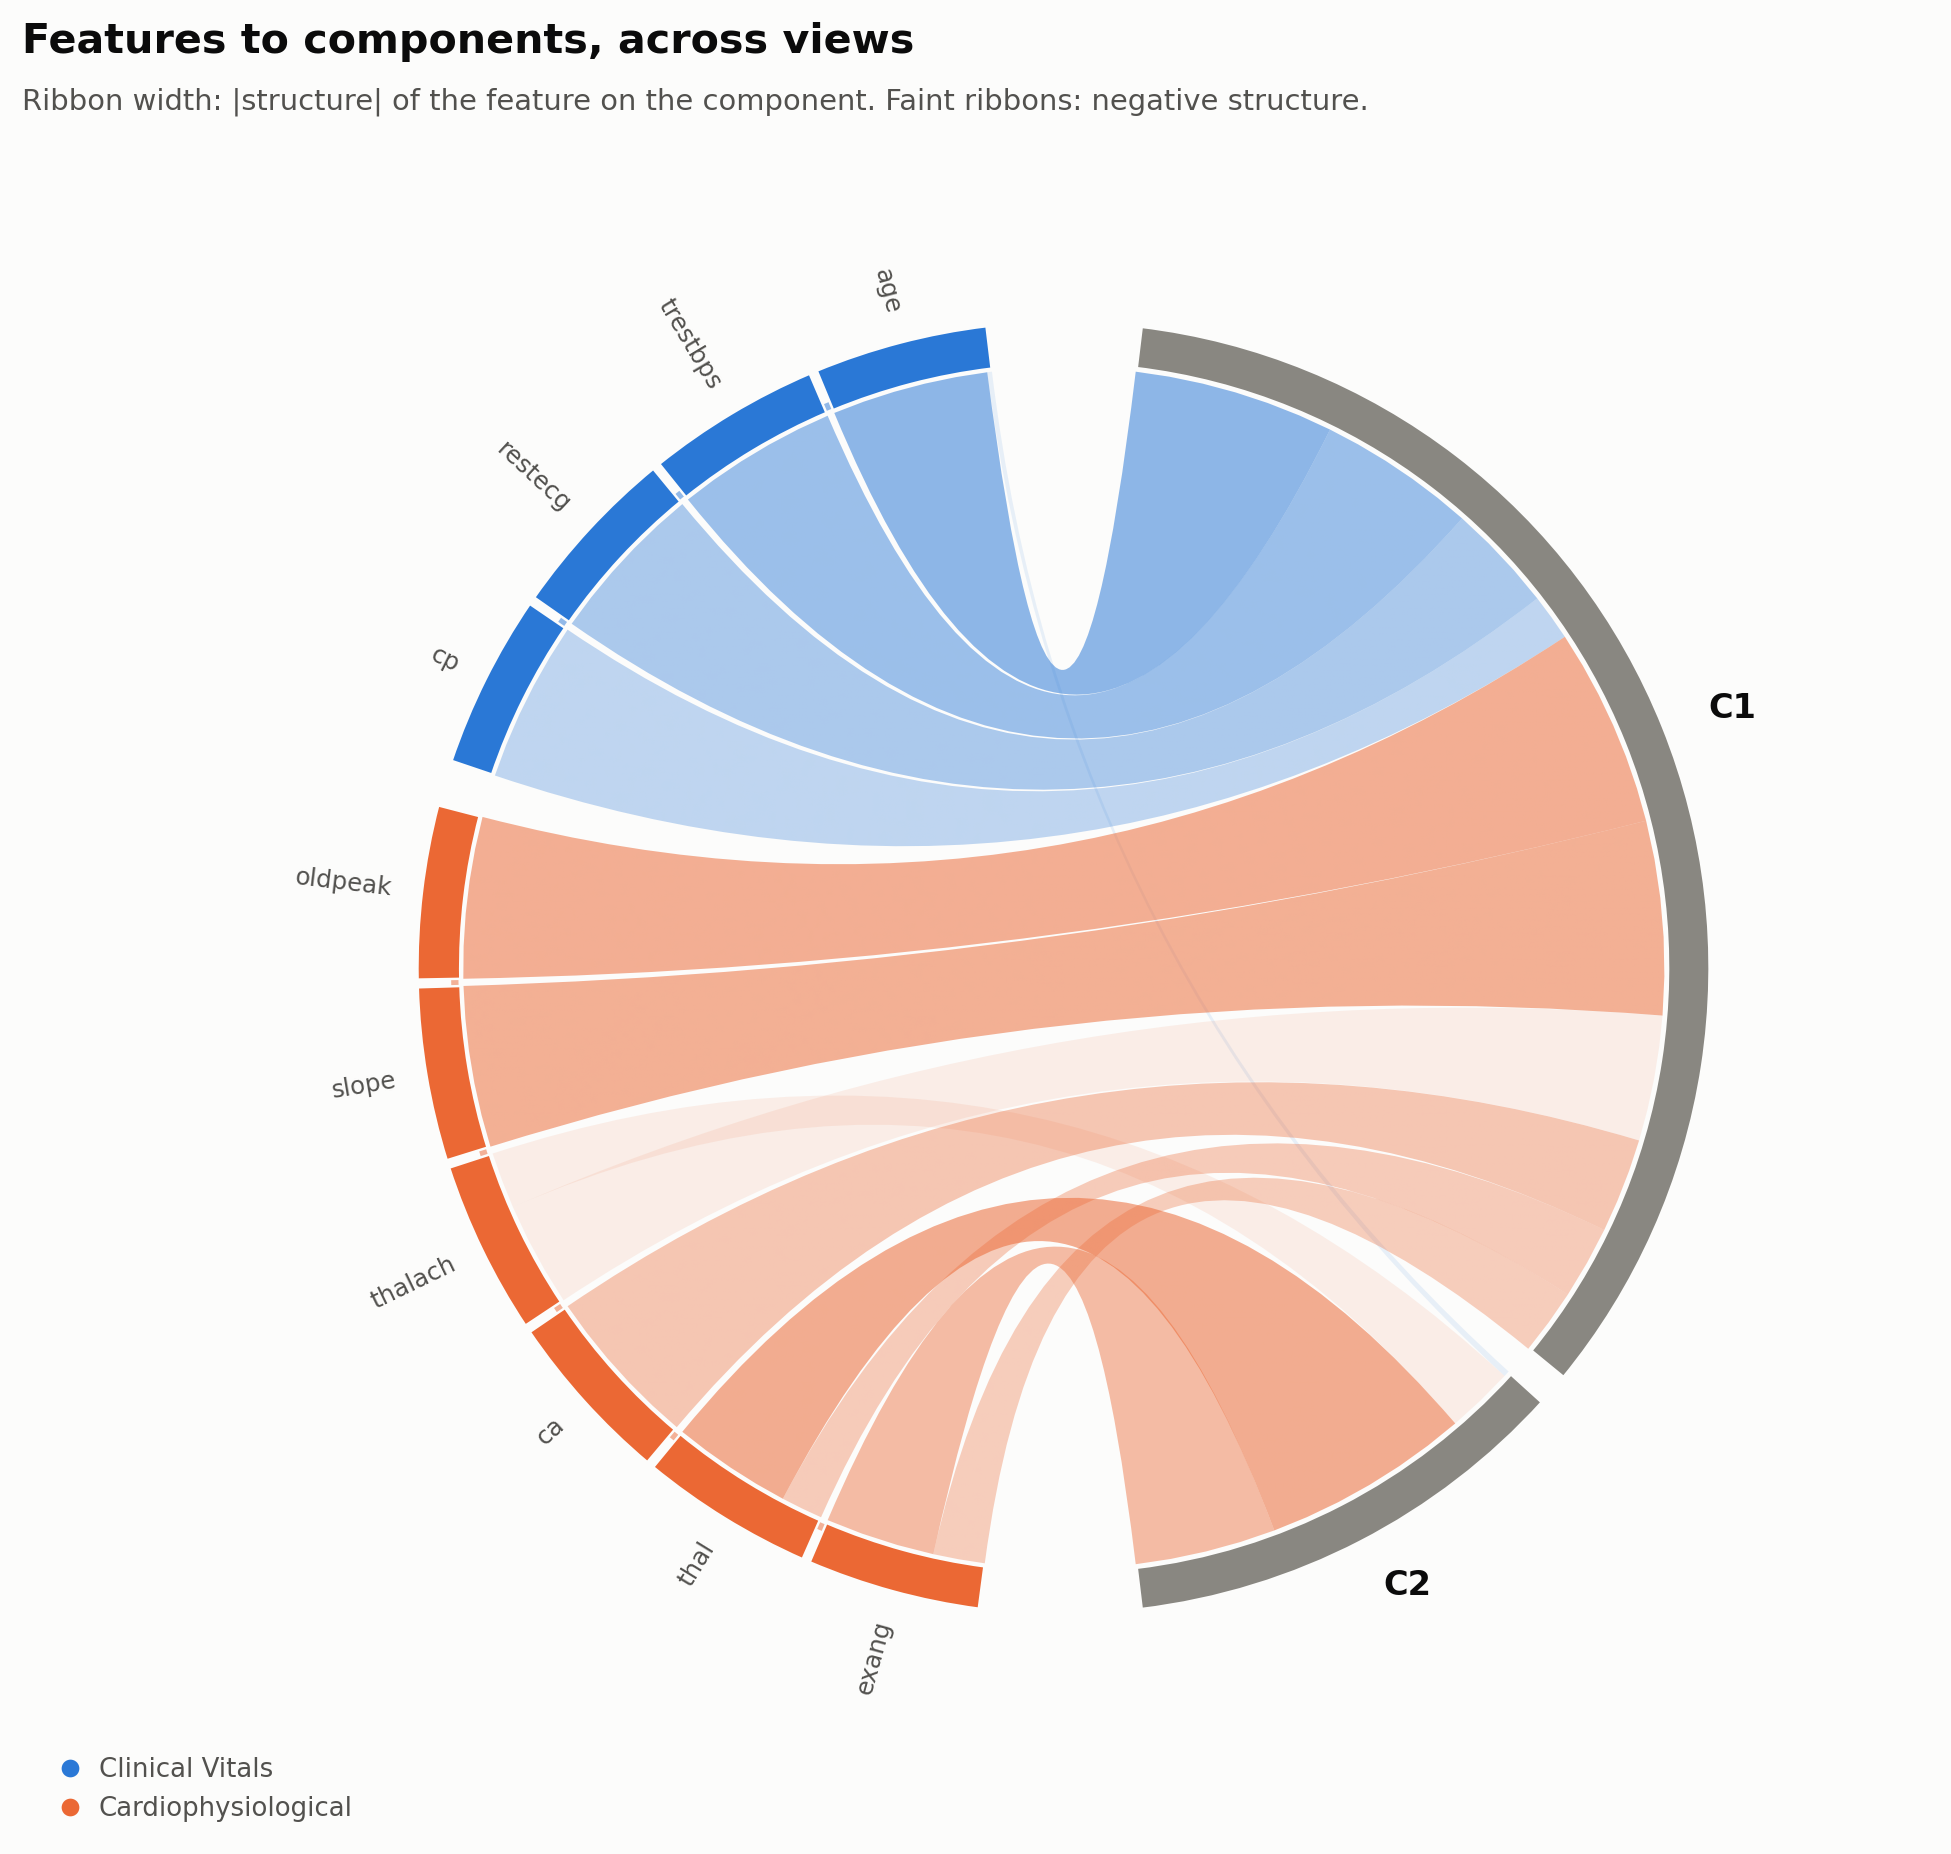 Features to components, across views
Ribbon width: |structure| of the feature on the component. Faint ribbons: negative structure.
age
trestbps
restecg
cp
oldpeak
slope
thalach
ca
thal
exang
C1
C2
Clinical Vitals
Cardiophysiological